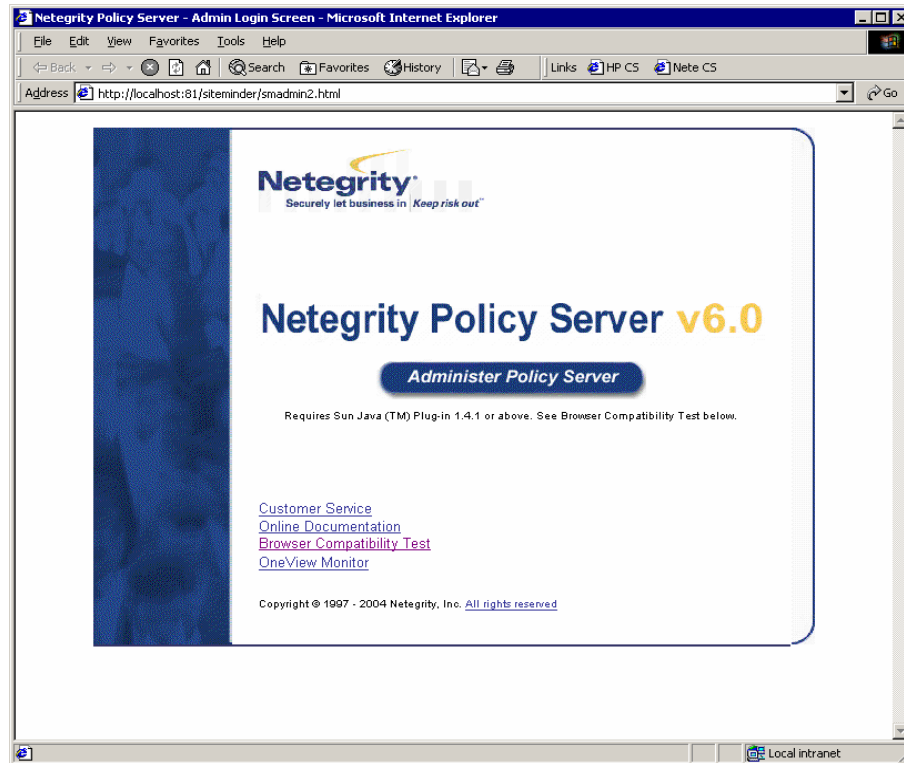 Netegrity Policy Server - Admin Login Screen - Microsoft Internet Explorer
File Edit View Favorites Tools Help
Back Search Favorites History Links HP CS Nete CS
Address http://localhost:81/siteminder/smadmin2.html Go
Netegrity
Securely let business in Keep risk out™
Netegrity Policy Server v6.0
Administer Policy Server
Requires Sun Java (TM) Plug-in 1.4.1 or above. See Browser Compatibility Test below.
Customer Service
Online Documentation
Browser Compatibility Test
OneView Monitor
Copyright © 1997 - 2004 Netegrity, Inc. All rights reserved
Local intranet